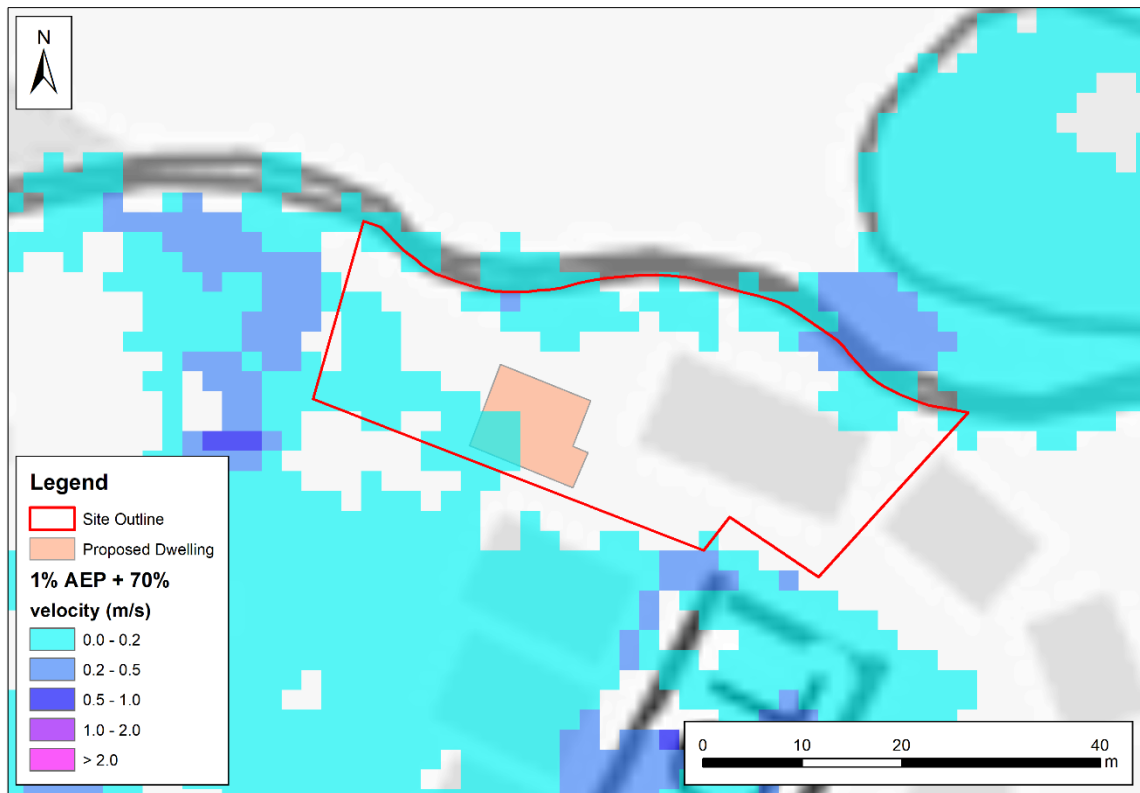 N
Legend
Site Outline
Proposed Dwelling
1% AEP + 70%
velocity (m/s)
0.0 - 0.2
0.2 - 0.5
0.5 - 1.0
1.0 - 2.0
> 2.0
0 10 20 40
m